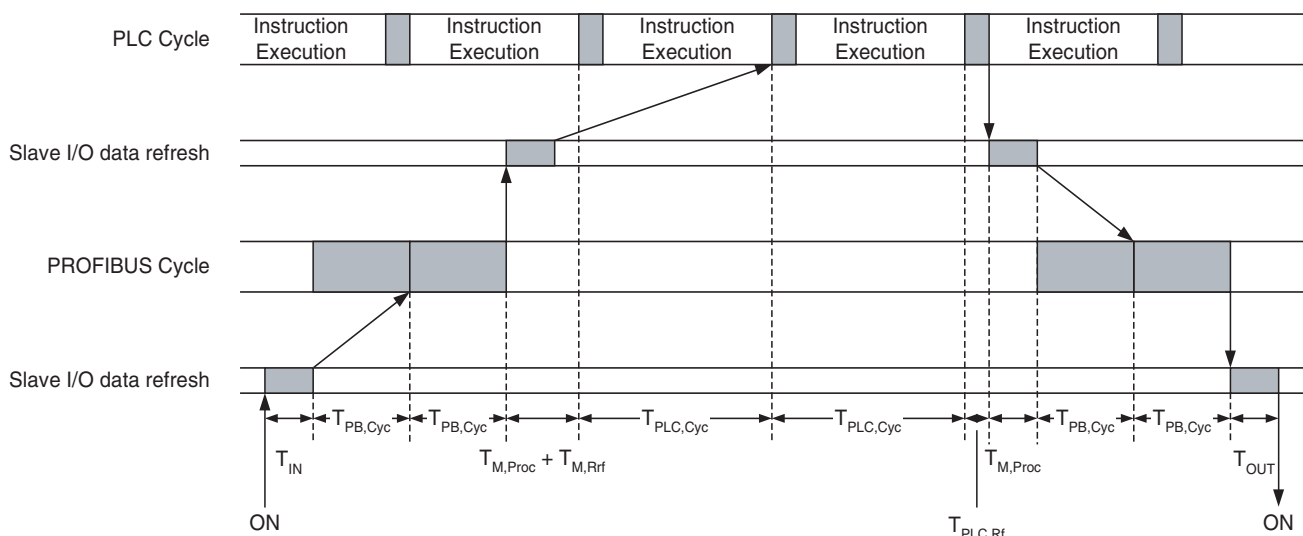 PLC Cycle
Instruction Execution
Instruction Execution
Instruction Execution
Instruction Execution
Instruction Execution
Slave I/O data refresh
PROFIBUS Cycle
Slave I/O data refresh
T_PB,Cyc T_PB,Cyc T_PLC,Cyc T_PLC,Cyc T_PB,Cyc T_PB,Cyc
T_IN T_M,Proc + T_M,Rrf T_M,Proc T_OUT
ON T_PLC,Rf ON